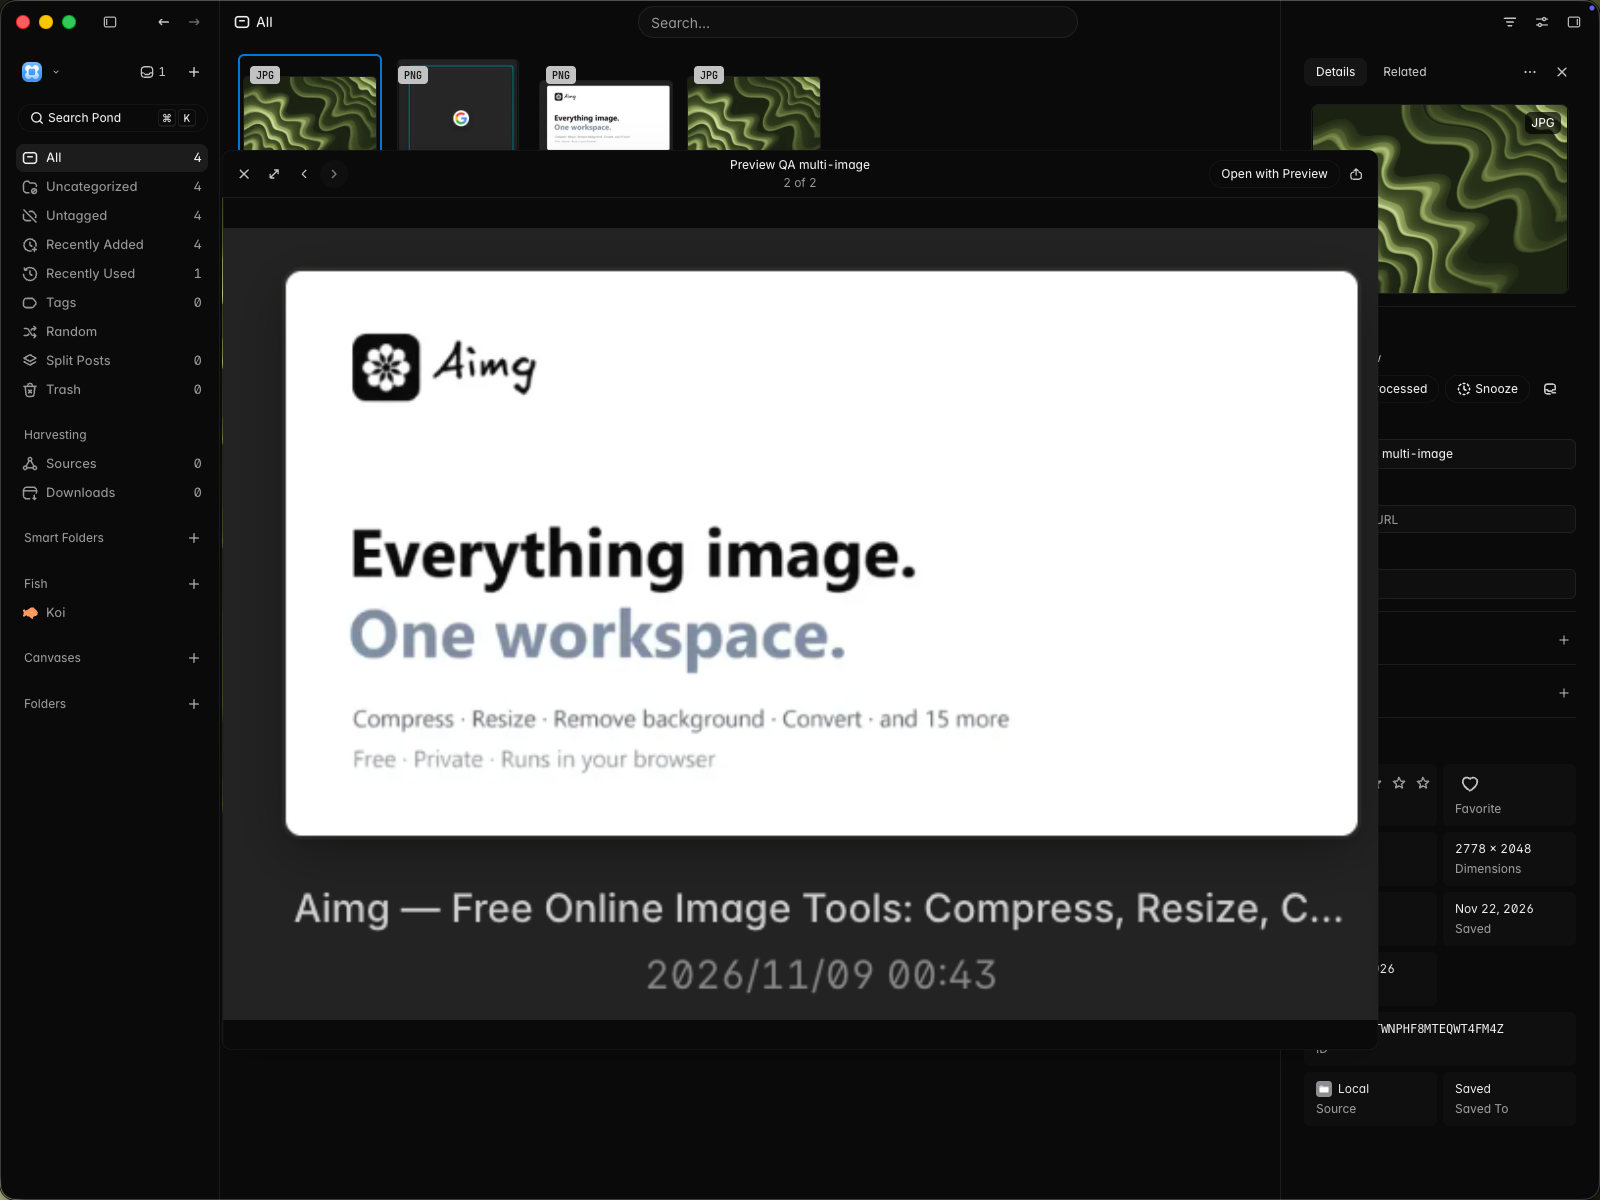 All
Search...
1
Search Pond
⌘ K
All 4
Uncategorized 4
Untagged 4
Recently Added 4
Recently Used 1
Tags 0
Random
Split Posts 0
Trash 0
Harvesting
Sources 0
Downloads 0
Smart Folders
Fish
Koi
Canvases
Folders
JPG
PNG
PNG
JPG
Aimg
Everything image.
One workspace.
Preview QA multi-image
2 of 2
Open with Preview
Aimg
Everything image.
One workspace.
Compress · Resize · Remove background · Convert · and 15 more
Free · Private · Runs in your browser
Aimg — Free Online Image Tools: Compress, Resize, C...
2026/11/09 00:43
Details
Related
JPG
ocessed
Snooze
multi-image
URL
Favorite
2778 × 2048
Dimensions
Nov 22, 2026
Saved
26
TWNPHF8MTEQWT4FM4Z
ID
Local
Source
Saved
Saved To